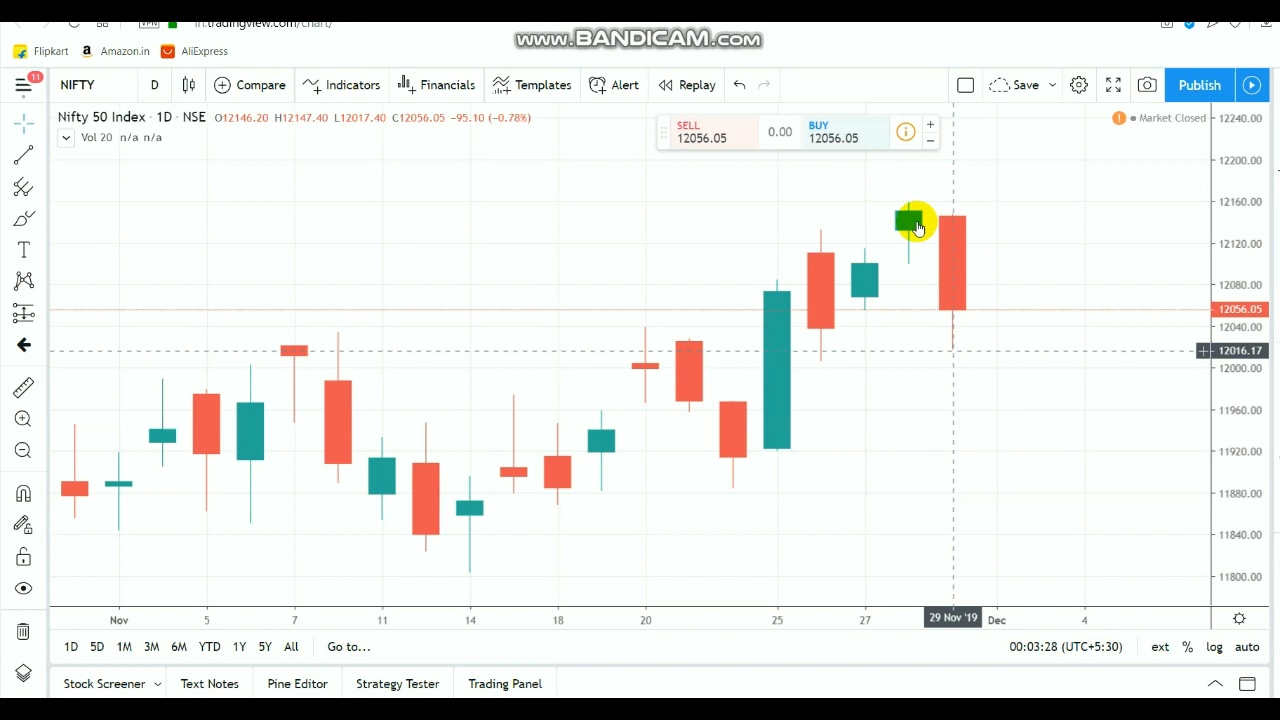 in.tradingview.com/chart/
www.BANDICAM.com
VPN
Flipkart Amazon.in AliExpress
11
NIFTY D Compare Indicators Financials Templates Alert Replay Save Publish
Nifty 50 Index · 1D · NSE O12146.20 H12147.40 L12017.40 C12056.05 −95.10 (−0.78%)
Vol 20 n/a n/a
SELL
12056.05
0.00
BUY
12056.05
Market Closed
12240.00
12200.00
12160.00
12120.00
12080.00
12056.05
12040.00
12016.17
12000.00
11960.00
11920.00
11880.00
11840.00
11800.00
Nov 5 7 11 14 18 20 25 27 29 Nov '19 Dec 4
1D 5D 1M 3M 6M YTD 1Y 5Y All Go to... 00:03:28 (UTC+5:30) ext % log auto
Stock Screener Text Notes Pine Editor Strategy Tester Trading Panel